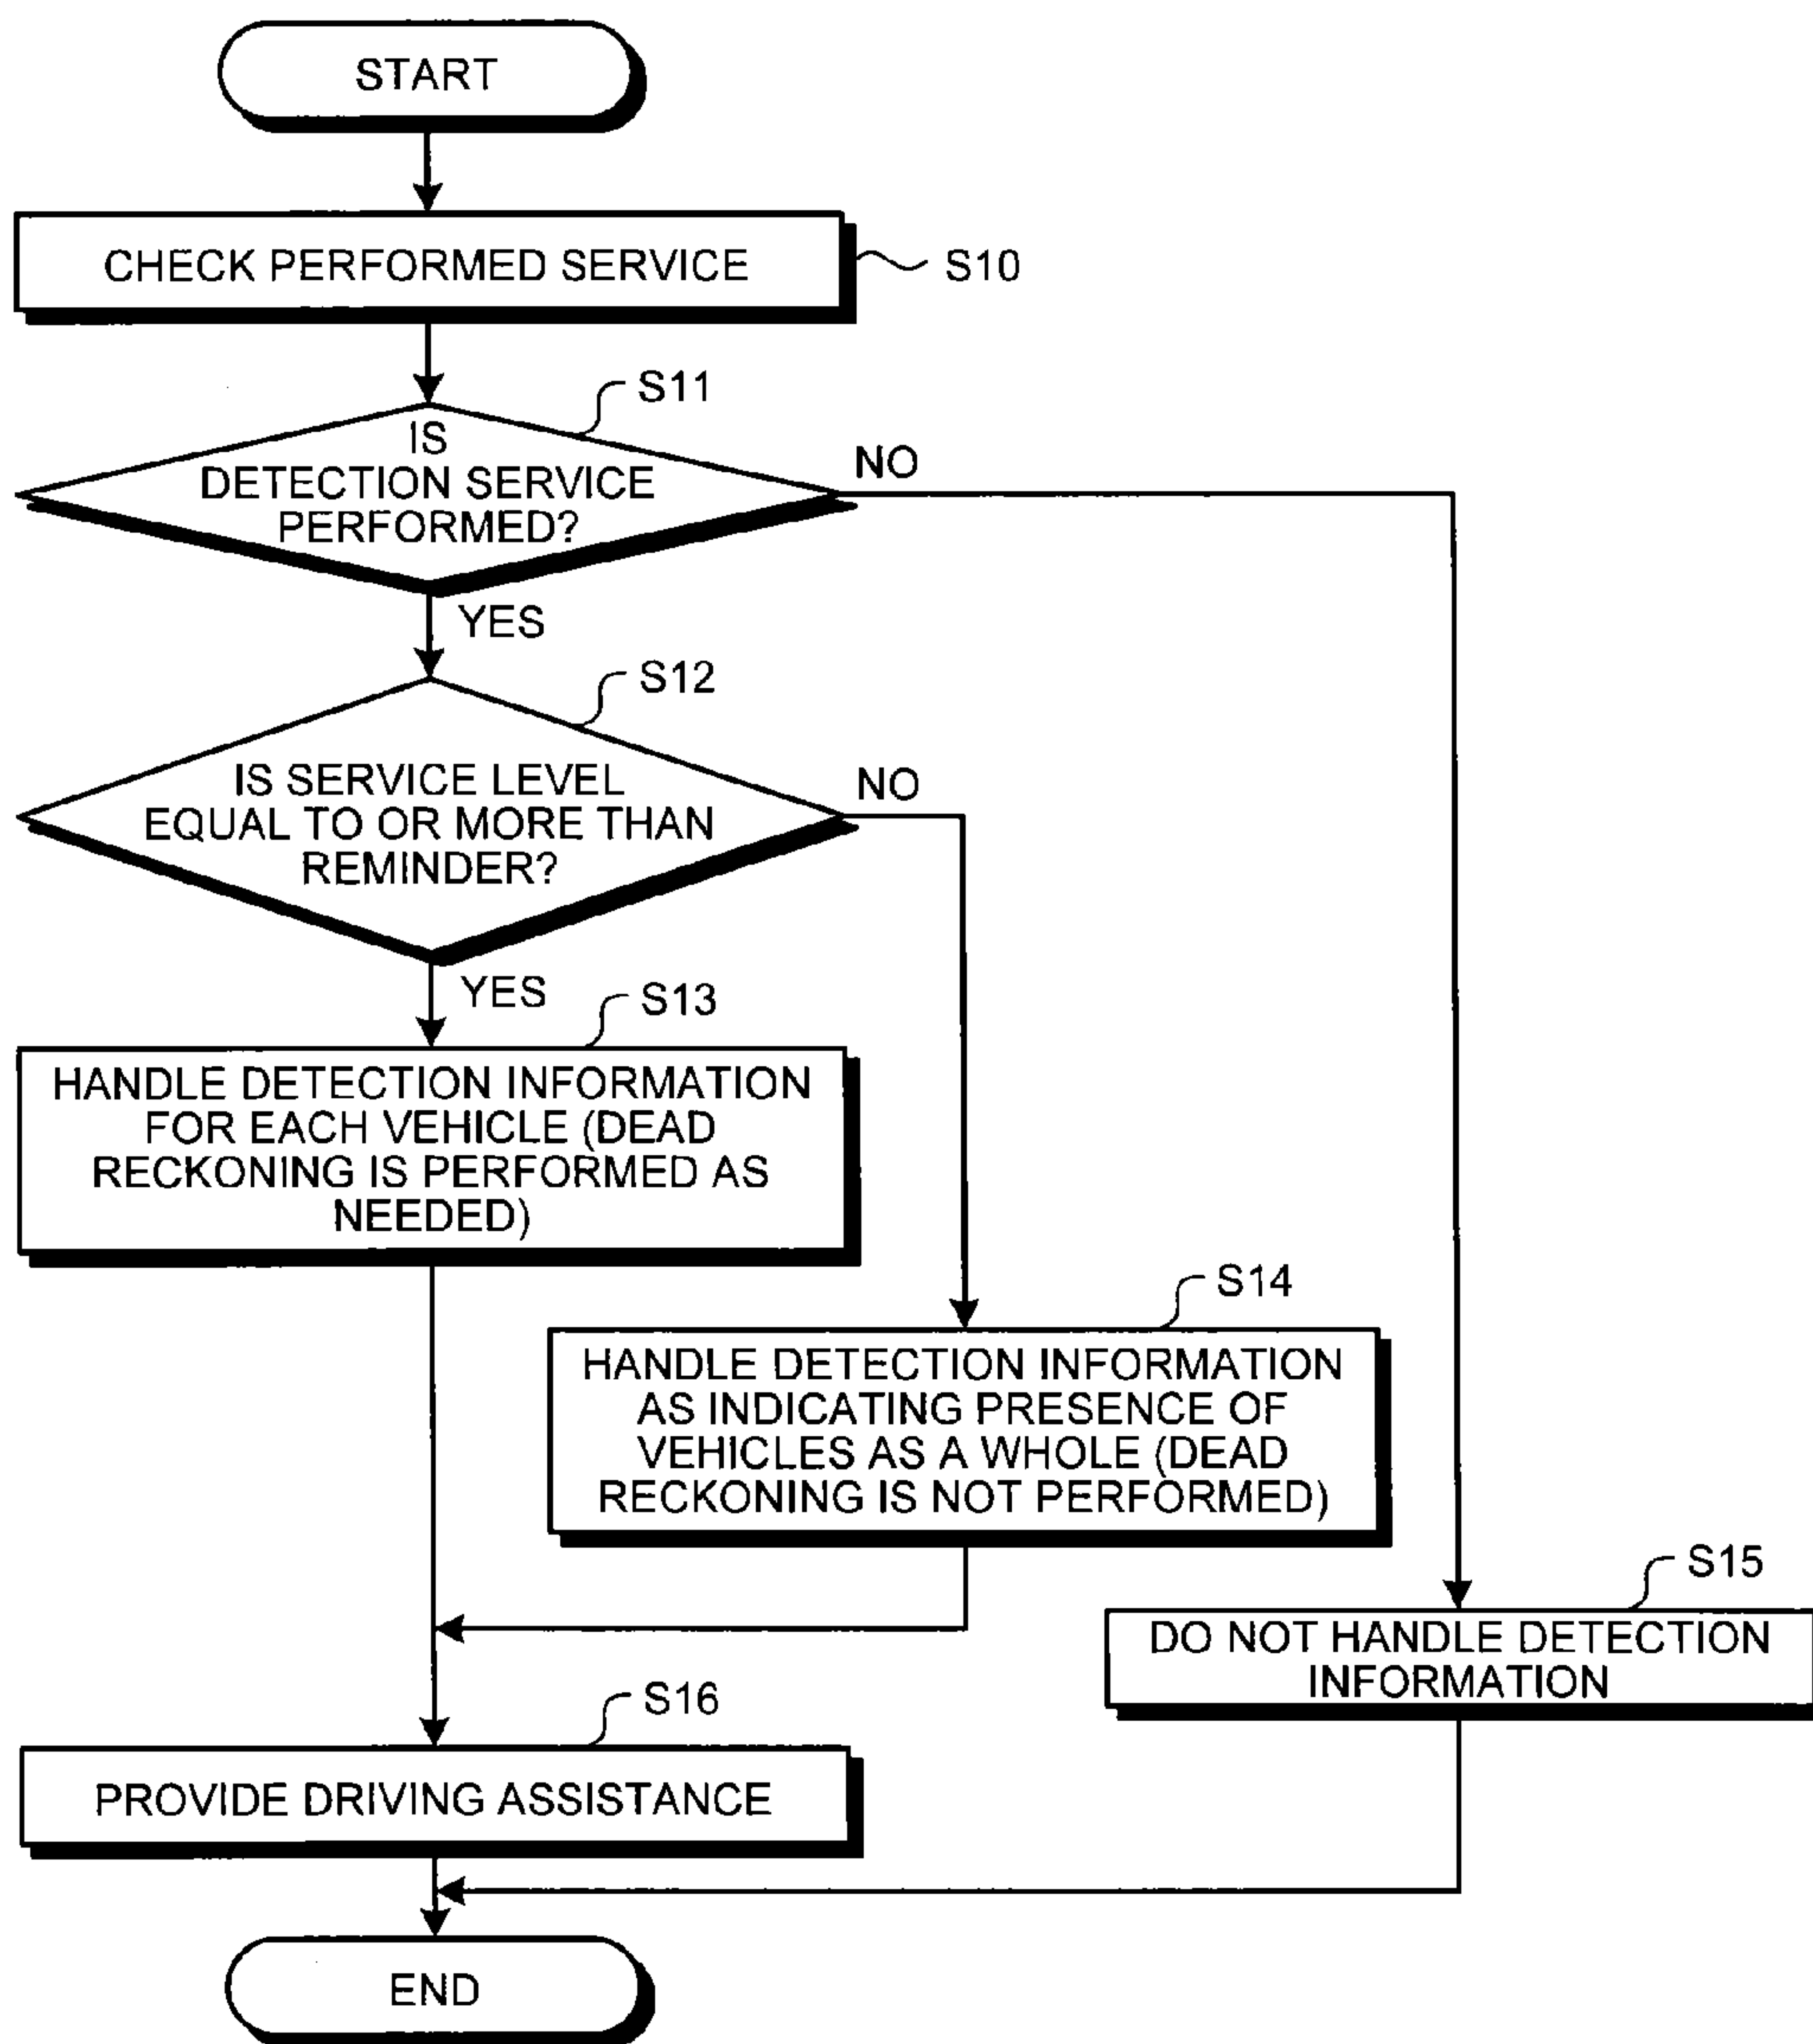 START
CHECK PERFORMED SERVICE
S10
S11
IS
DETECTION SERVICE
PERFORMED?
NO
YES
S12
IS SERVICE LEVEL
EQUAL TO OR MORE THAN
REMINDER?
NO
YES
S13
HANDLE DETECTION INFORMATION
FOR EACH VEHICLE (DEAD
RECKONING IS PERFORMED AS
NEEDED)
S14
HANDLE DETECTION INFORMATION
AS INDICATING PRESENCE OF
VEHICLES AS A WHOLE (DEAD
RECKONING IS NOT PERFORMED)
S15
DO NOT HANDLE DETECTION
INFORMATION
S16
PROVIDE DRIVING ASSISTANCE
END